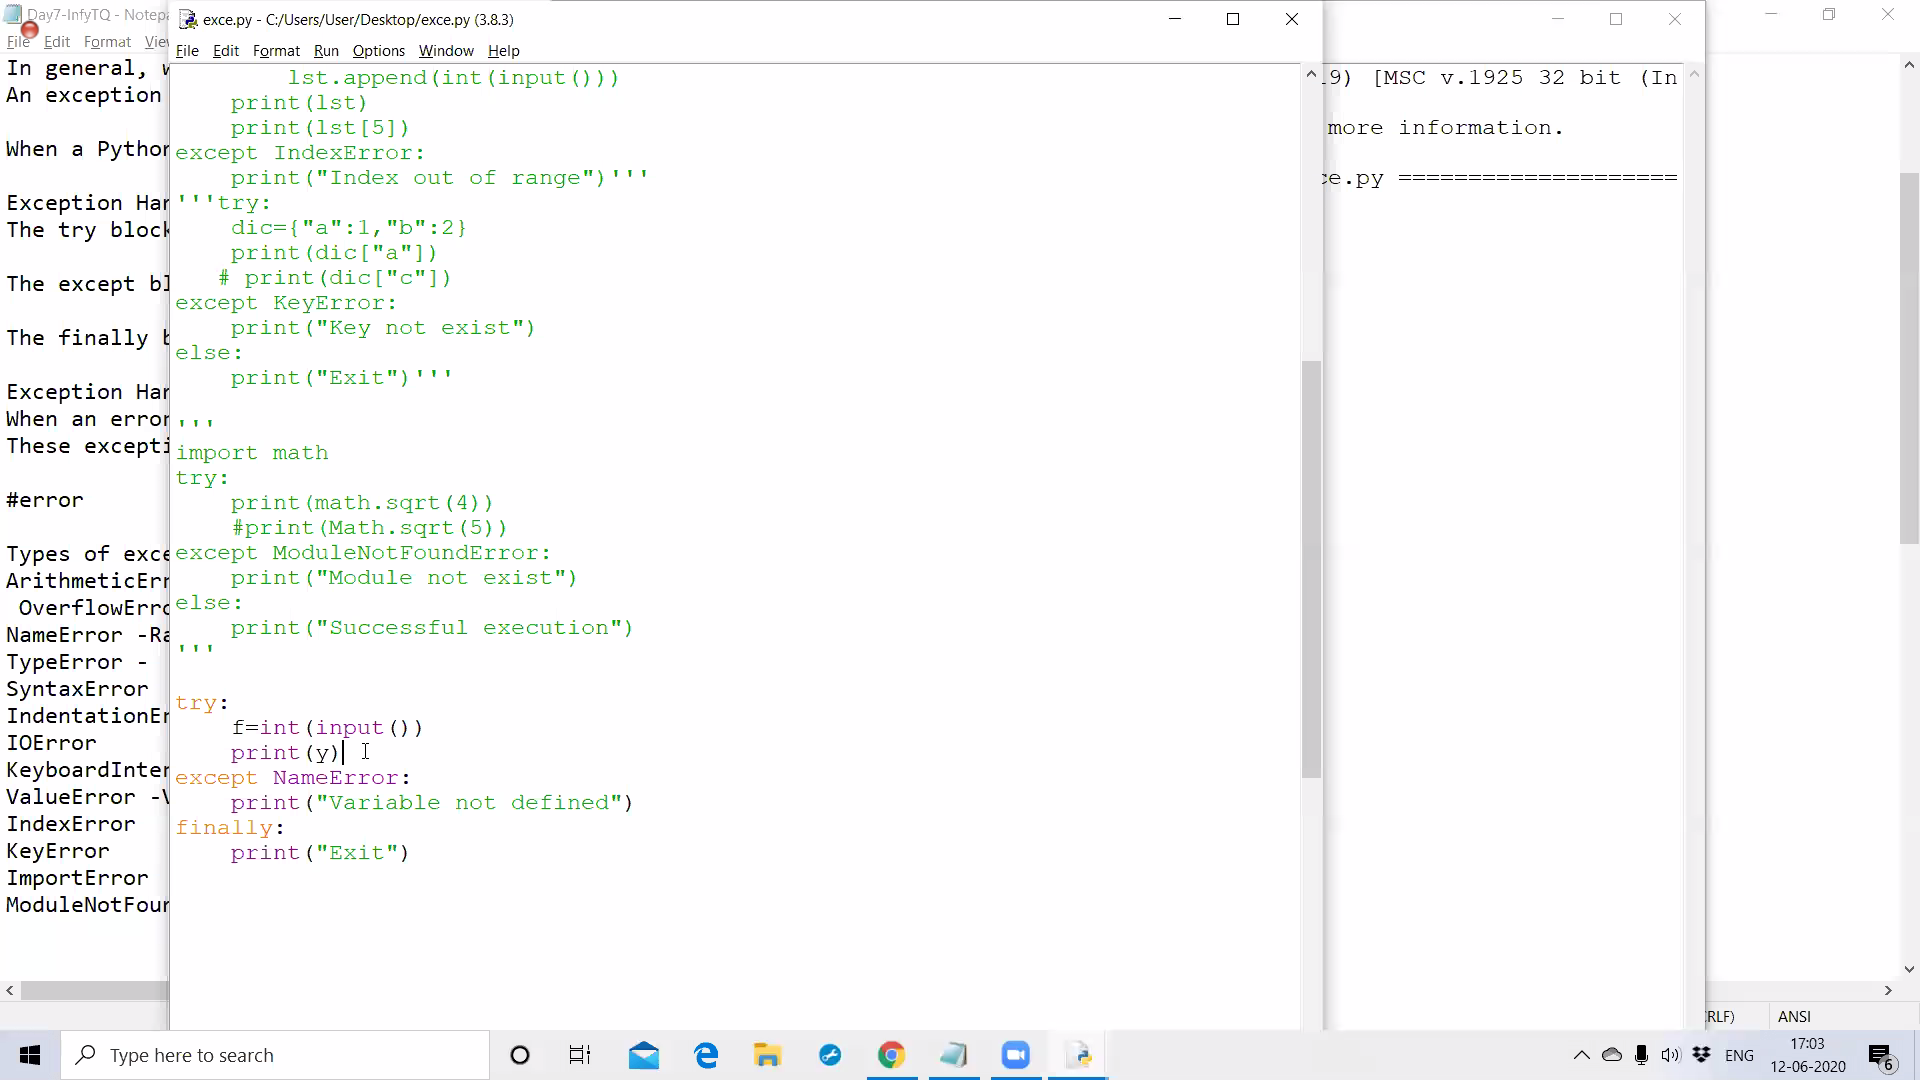 Day7-InfyTQ - Notepa
File Edit Format Viev
In general, w
An exception
When a Python
Exception Han
The try block
The except bl
The finally b
Exception Han
When an error
These excepti
#error
Types of exce
ArithmeticErr
OverflowErro
NameError -Ra
TypeError -
SyntaxError
IndentationEr
IOError
KeyboardInter
ValueError -V
IndexError
KeyError
ImportError
ModuleNotFoun
exce.py - C:/Users/User/Desktop/exce.py (3.8.3)
File Edit Format Run Options Window Help
lst.append(int(input()))
print(lst)
print(lst[5])
except IndexError:
print("Index out of range")'''
'''try:
dic={"a":1,"b":2}
print(dic["a"])
# print(dic["c"])
except KeyError:
print("Key not exist")
else:
print("Exit")'''
'''
import math
try:
print(math.sqrt(4))
#print(Math.sqrt(5))
except ModuleNotFoundError:
print("Module not exist")
else:
print("Successful execution")
'''
try:
f=int(input())
print(y)
except NameError:
print("Variable not defined")
finally:
print("Exit")
19) [MSC v.1925 32 bit (In
more information.
ce.py ====================
RLF) ANSI
Type here to search
ENG
17:03
12-06-2020
6